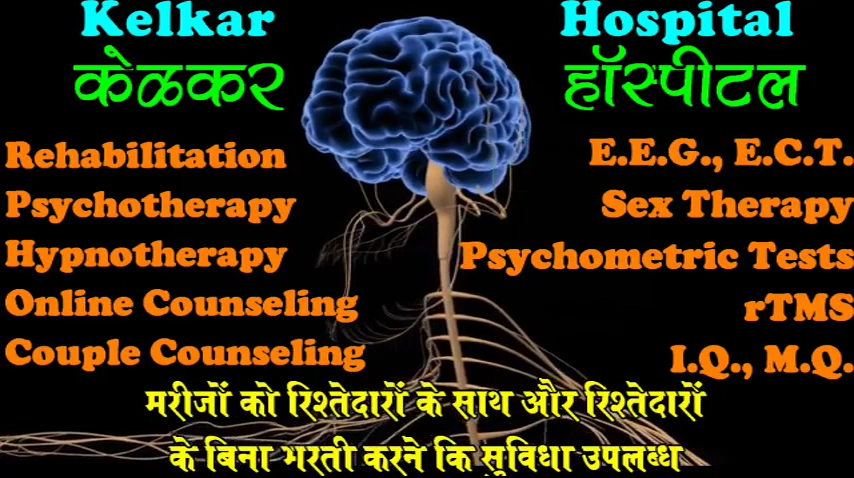 Kelkar Hospital
केळकर हॉस्पीटल
Rehabilitation
Psychotherapy
Hypnotherapy
Online Counseling
Couple Counseling
E.E.G., E.C.T.
Sex Therapy
Psychometric Tests
rTMS
I.Q., M.Q.
मरीजों को रिश्तेदारों के साथ और रिश्तेदारों
के बिना भरती करने कि सुविधा उपलब्ध